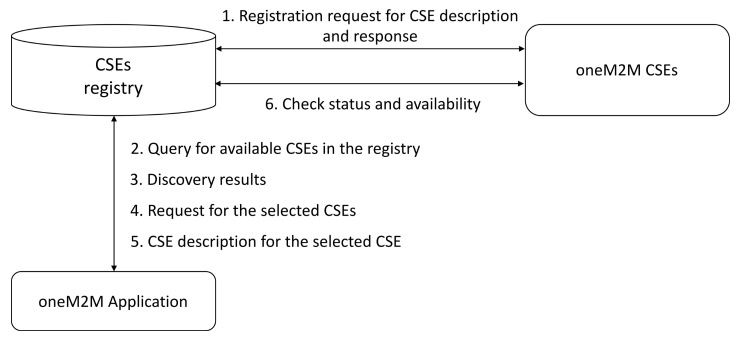 1. Registration request for CSE description
and response
CSEs
registry
oneM2M CSEs
6. Check status and availability
2. Query for available CSEs in the registry
3. Discovery results
4. Request for the selected CSEs
5. CSE description for the selected CSE
oneM2M Application